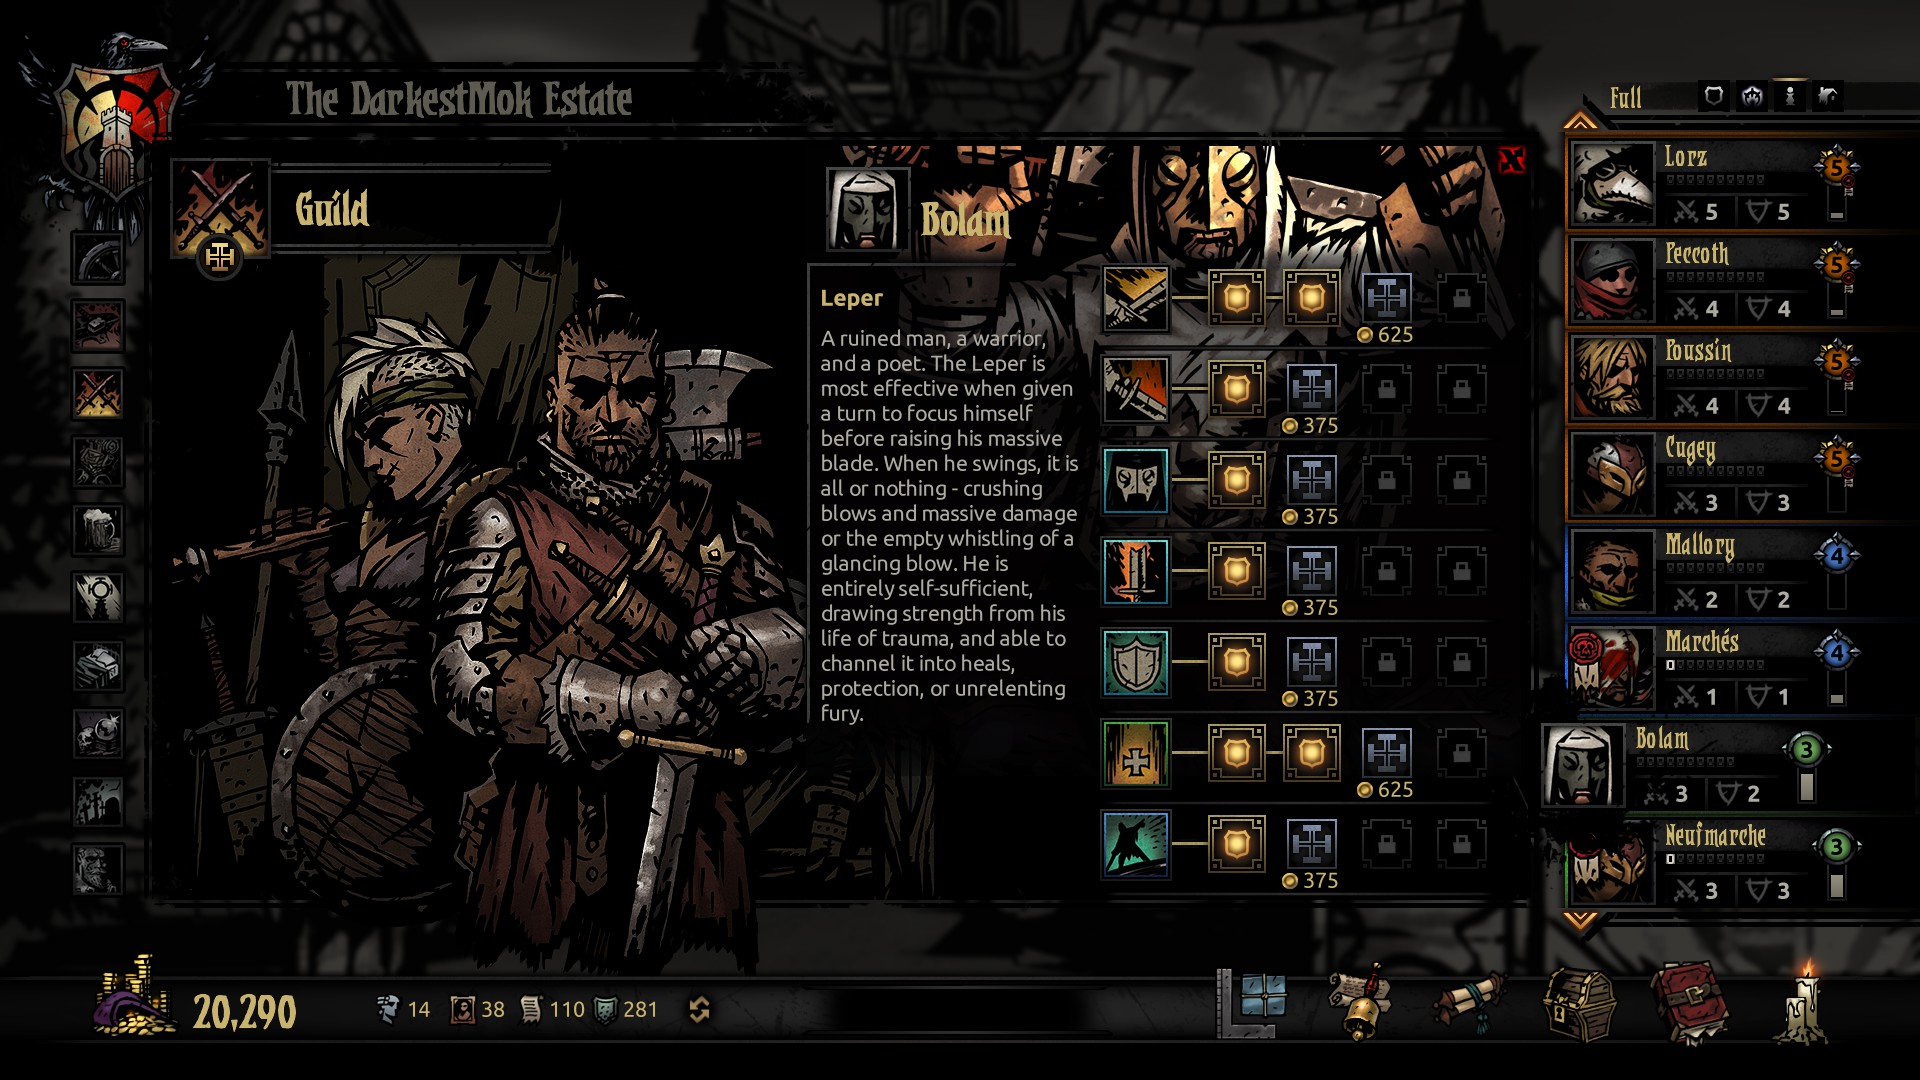 The DarkestMok Estate
Guild
Bolam
Leper
A ruined man, a warrior,
and a poet. The Leper is
most effective when given
a turn to focus himself
before raising his massive
blade. When he swings, it is
all or nothing - crushing
blows and massive damage
or the empty whistling of a
glancing blow. He is
entirely self-sufficient,
drawing strength from his
life of trauma, and able to
channel it into heals,
protection, or unrelenting
fury.
625
375
375
375
375
625
375
Full
Lorz
5
5 5
Peccoth
5
4 4
Poussin
5
4 4
Cugey
5
3 3
Mallory
4
2 2
Marchés
4
1 1
Bolam
3
3 2
Neufmarche
3
3 3
20,290
14 38 110 281